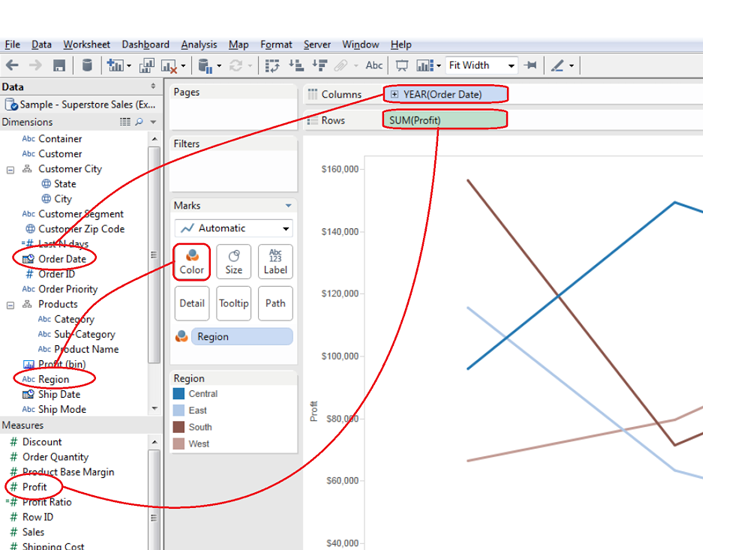 File Data Worksheet Dashboard Analysis Map Format Server Window Help
Abc Fit Width
Data
Sample - Superstore Sales (Ex...
Dimensions
Abc Container
Abc Customer
Customer City
State
City
Abc Customer Segment
Customer Zip Code
=# Last N days
Order Date
# Order ID
Abc Order Priority
Products
Abc Category
Abc Sub-Category
Abc Product Name
Profit (bin)
Abc Region
Ship Date
Abc Ship Mode
Measures
# Discount
# Order Quantity
# Product Base Margin
# Profit
=# Profit Ratio
# Row ID
# Sales
# Shipping Cost
Pages
Filters
Marks
Automatic
Color
Size
Abc
123
Label
Detail
Tooltip
Path
Region
Region
Central
East
South
West
Columns
YEAR(Order Date)
Rows
SUM(Profit)
$160,000
$140,000
$120,000
$100,000
$80,000
$60,000
$40,000
Profit